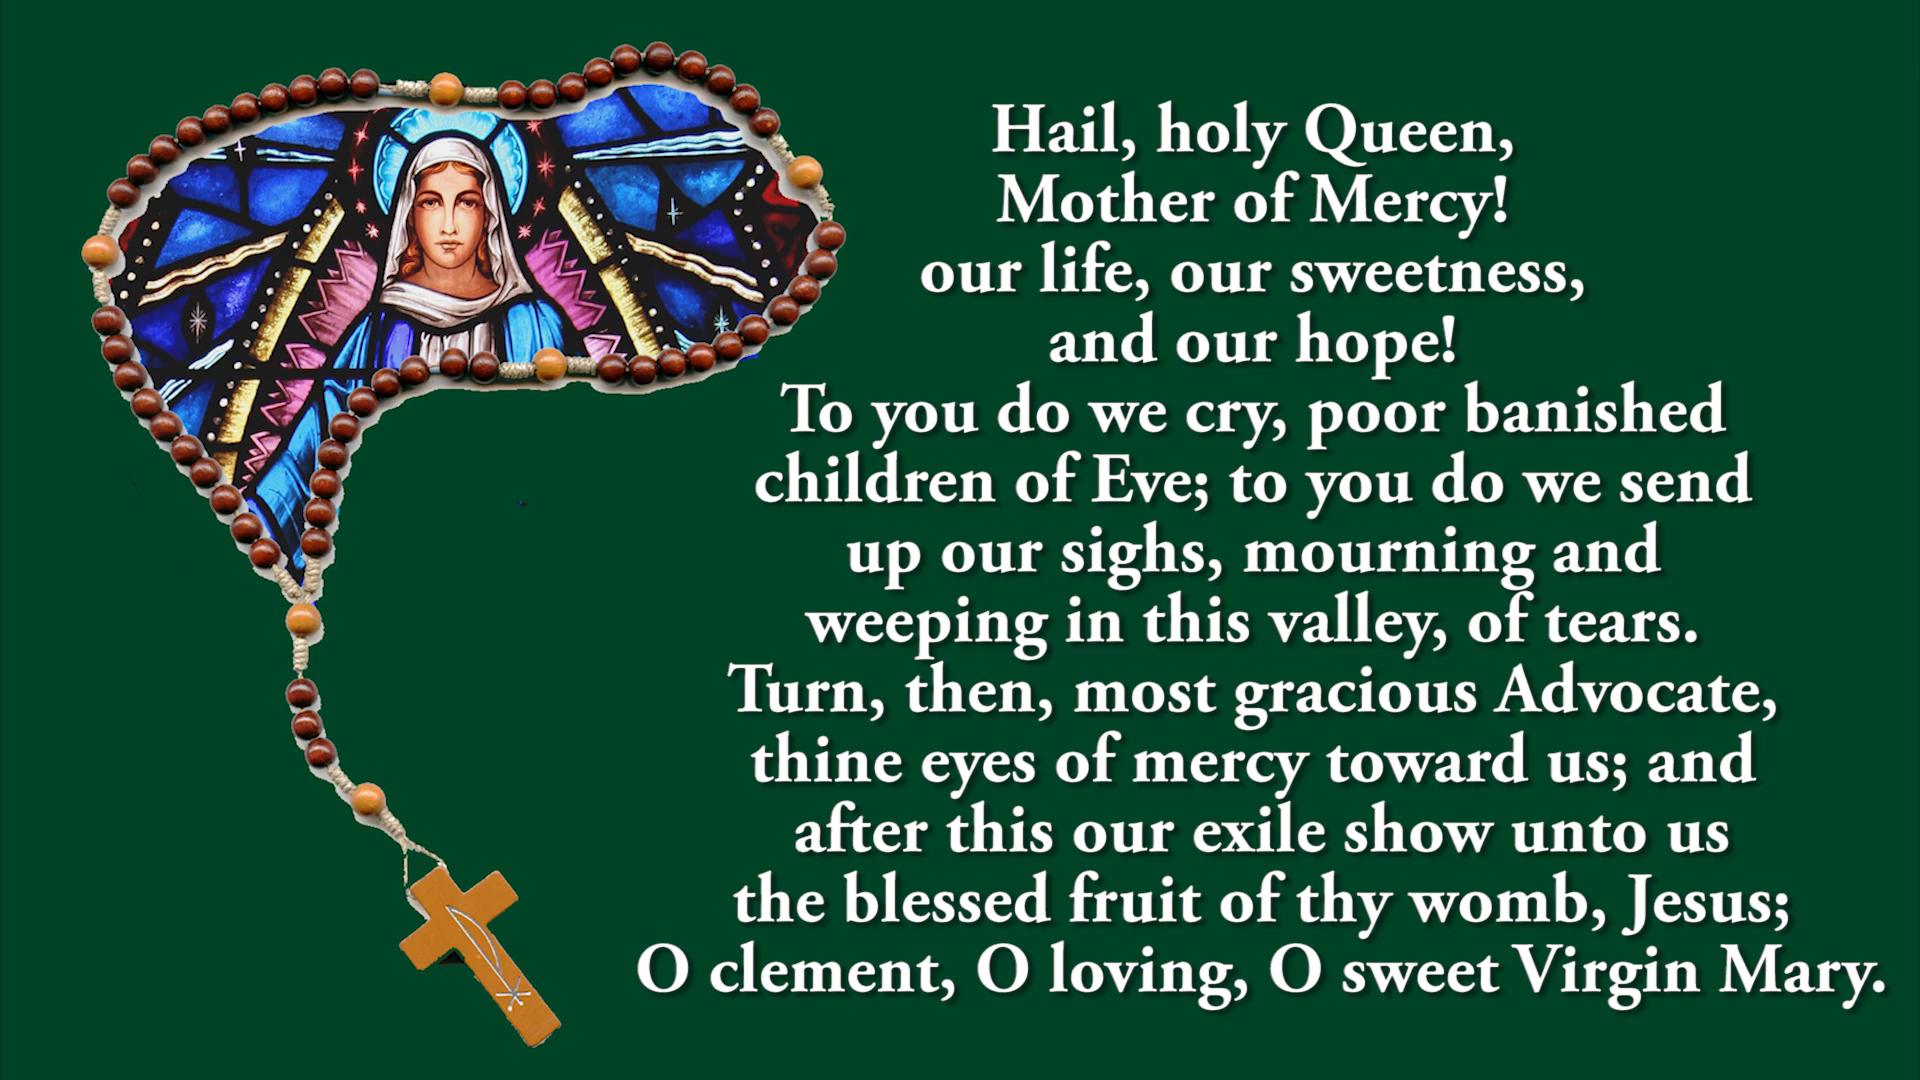 Hail, holy Queen,
Mother of Mercy!
our life, our sweetness,
and our hope!
To you do we cry, poor banished
children of Eve; to you do we send
up our sighs, mourning and
weeping in this valley, of tears.
Turn, then, most gracious Advocate,
thine eyes of mercy toward us; and
after this our exile show unto us
the blessed fruit of thy womb, Jesus;
O clement, O loving, O sweet Virgin Mary.